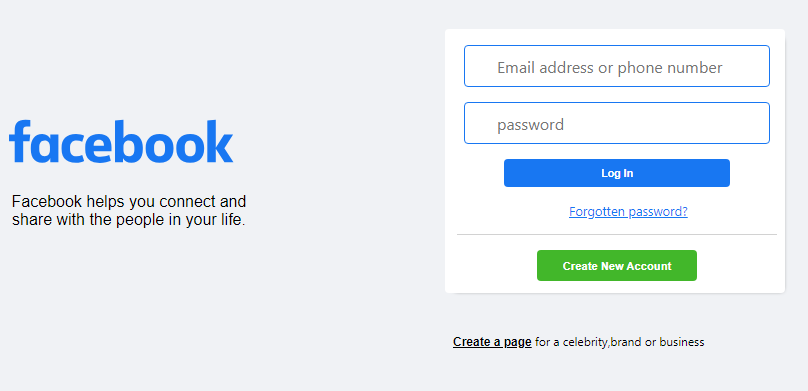 facebook
Facebook helps you connect and
share with the people in your life.
Email address or phone number
password
Log In
Forgotten password?
Create New Account
Create a page for a celebrity,brand or business